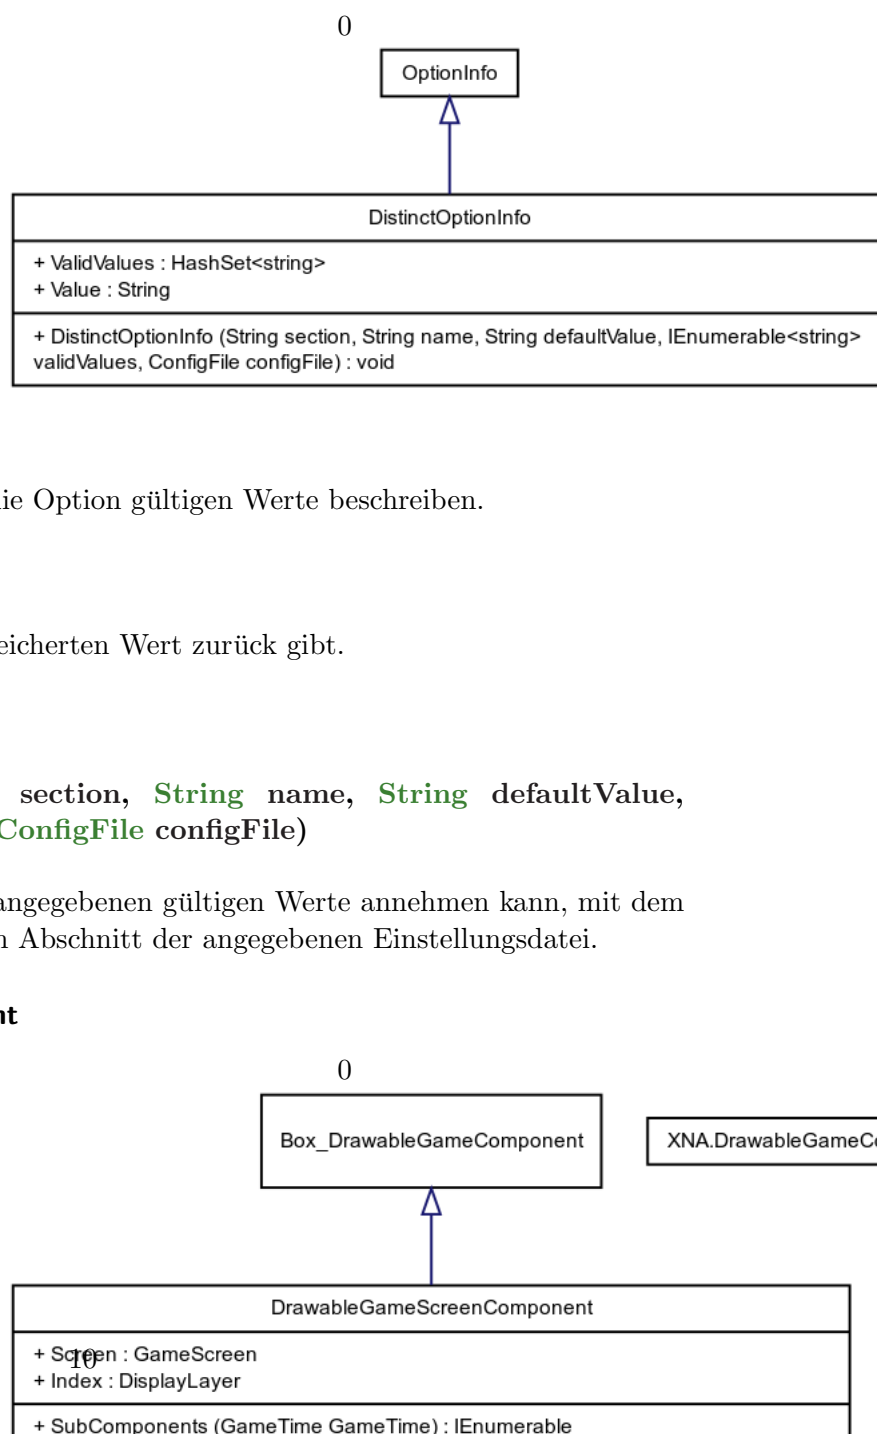 0
OptionInfo
DistinctOptionInfo
+ ValidValues : HashSet<string>
+ Value : String
+ DistinctOptionInfo (String section, String name, String defaultValue, IEnumerable<string>
validValues, ConfigFile configFile) : void
ie Option gültigen Werte beschreiben.
eicherten Wert zurück gibt.
section, String name, String defaultValue,
ConfigFile configFile)
angegebenen gültigen Werte annehmen kann, mit dem
Abschnitt der angegebenen Einstellungsdatei.
nt
0
Box_DrawableGameComponent
XNA.DrawableGameCo
DrawableGameScreenComponent
+ Screen : GameScreen
10
+ Index : DisplayLayer
+ SubComponents (GameTime GameTime) : IEnumerable